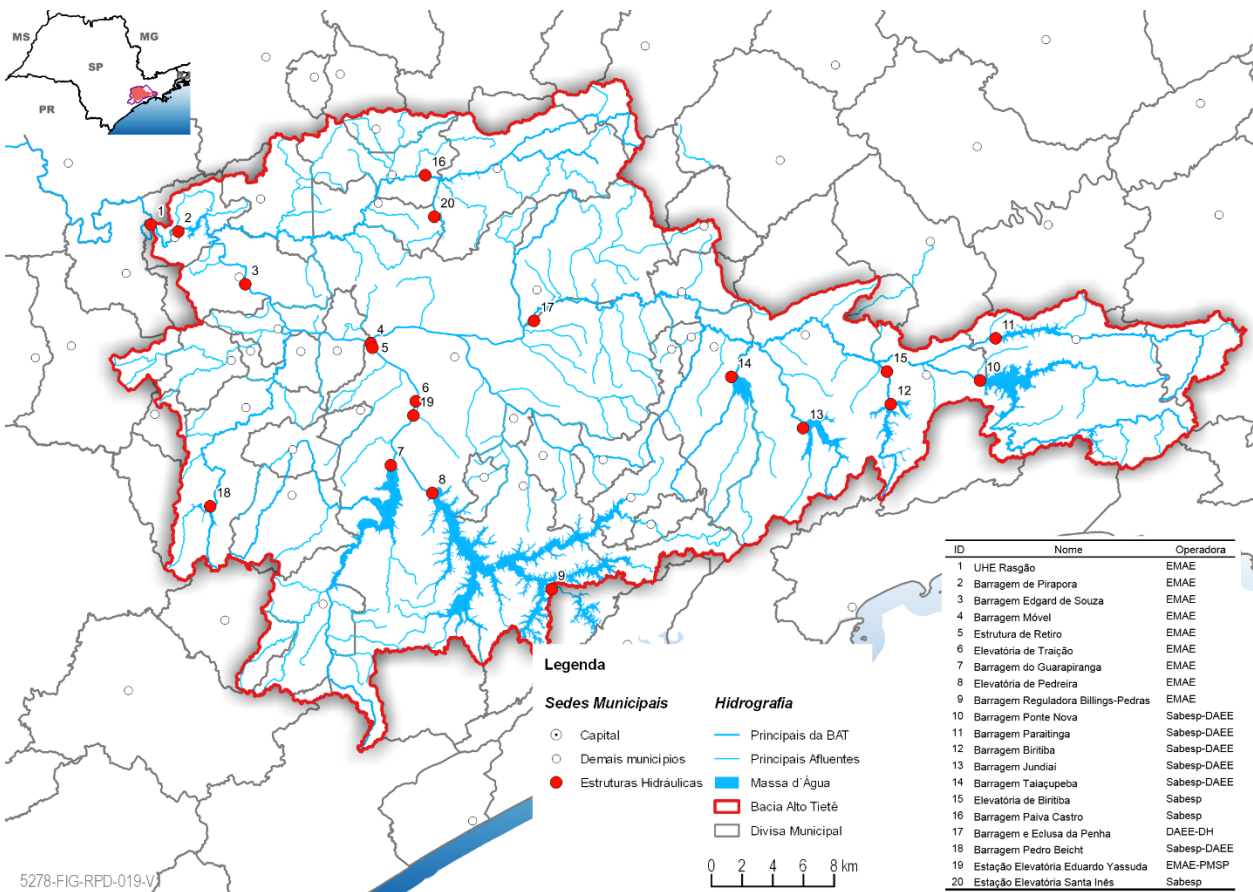 MS
MG
SP
PR
16
20
1
2
3
17
4
5
11
15
14
10
6
12
19
13
7
8
18
9
Legenda
Sedes Municipais
Capital
Demais municípios
Estruturas Hidráulicas
Hidrografia
Principais da BAT
Principais Afluentes
Massa d´Água
Bacia Alto Tietê
Divisa Municipal
0 2 4 8 km
ID Nome Operadora
1 UHE Rasgão EMAE
2 Barragem de Pirapora EMAE
3 Barragem Edgard de Souza EMAE
4 Barragem Móvel EMAE
5 Estrutura de Retiro EMAE
6 Elevatória de Traição EMAE
7 Barragem do Guarapiranga EMAE
8 Elevatória de Pedreira EMAE
9 Barragem Reguladora Billings-Pedras EMAE
10 Barragem Ponte Nova Sabesp-DAEE
11 Barragem Paraitinga Sabesp-DAEE
12 Barragem Biritiba Sabesp-DAEE
13 Barragem Jundiaí Sabesp-DAEE
14 Barragem Taiaçupeba Sabesp-DAEE
15 Elevatória de Biritiba Sabesp
16 Barragem Paiva Castro Sabesp
17 Barragem e Eclusa da Penha DAEE-DH
18 Barragem Pedro Beicht Sabesp-DAEE
19 Estação Elevatória Eduardo Yassuda EMAE-PMSP
20 Estação Elevatória Santa Inês Sabesp